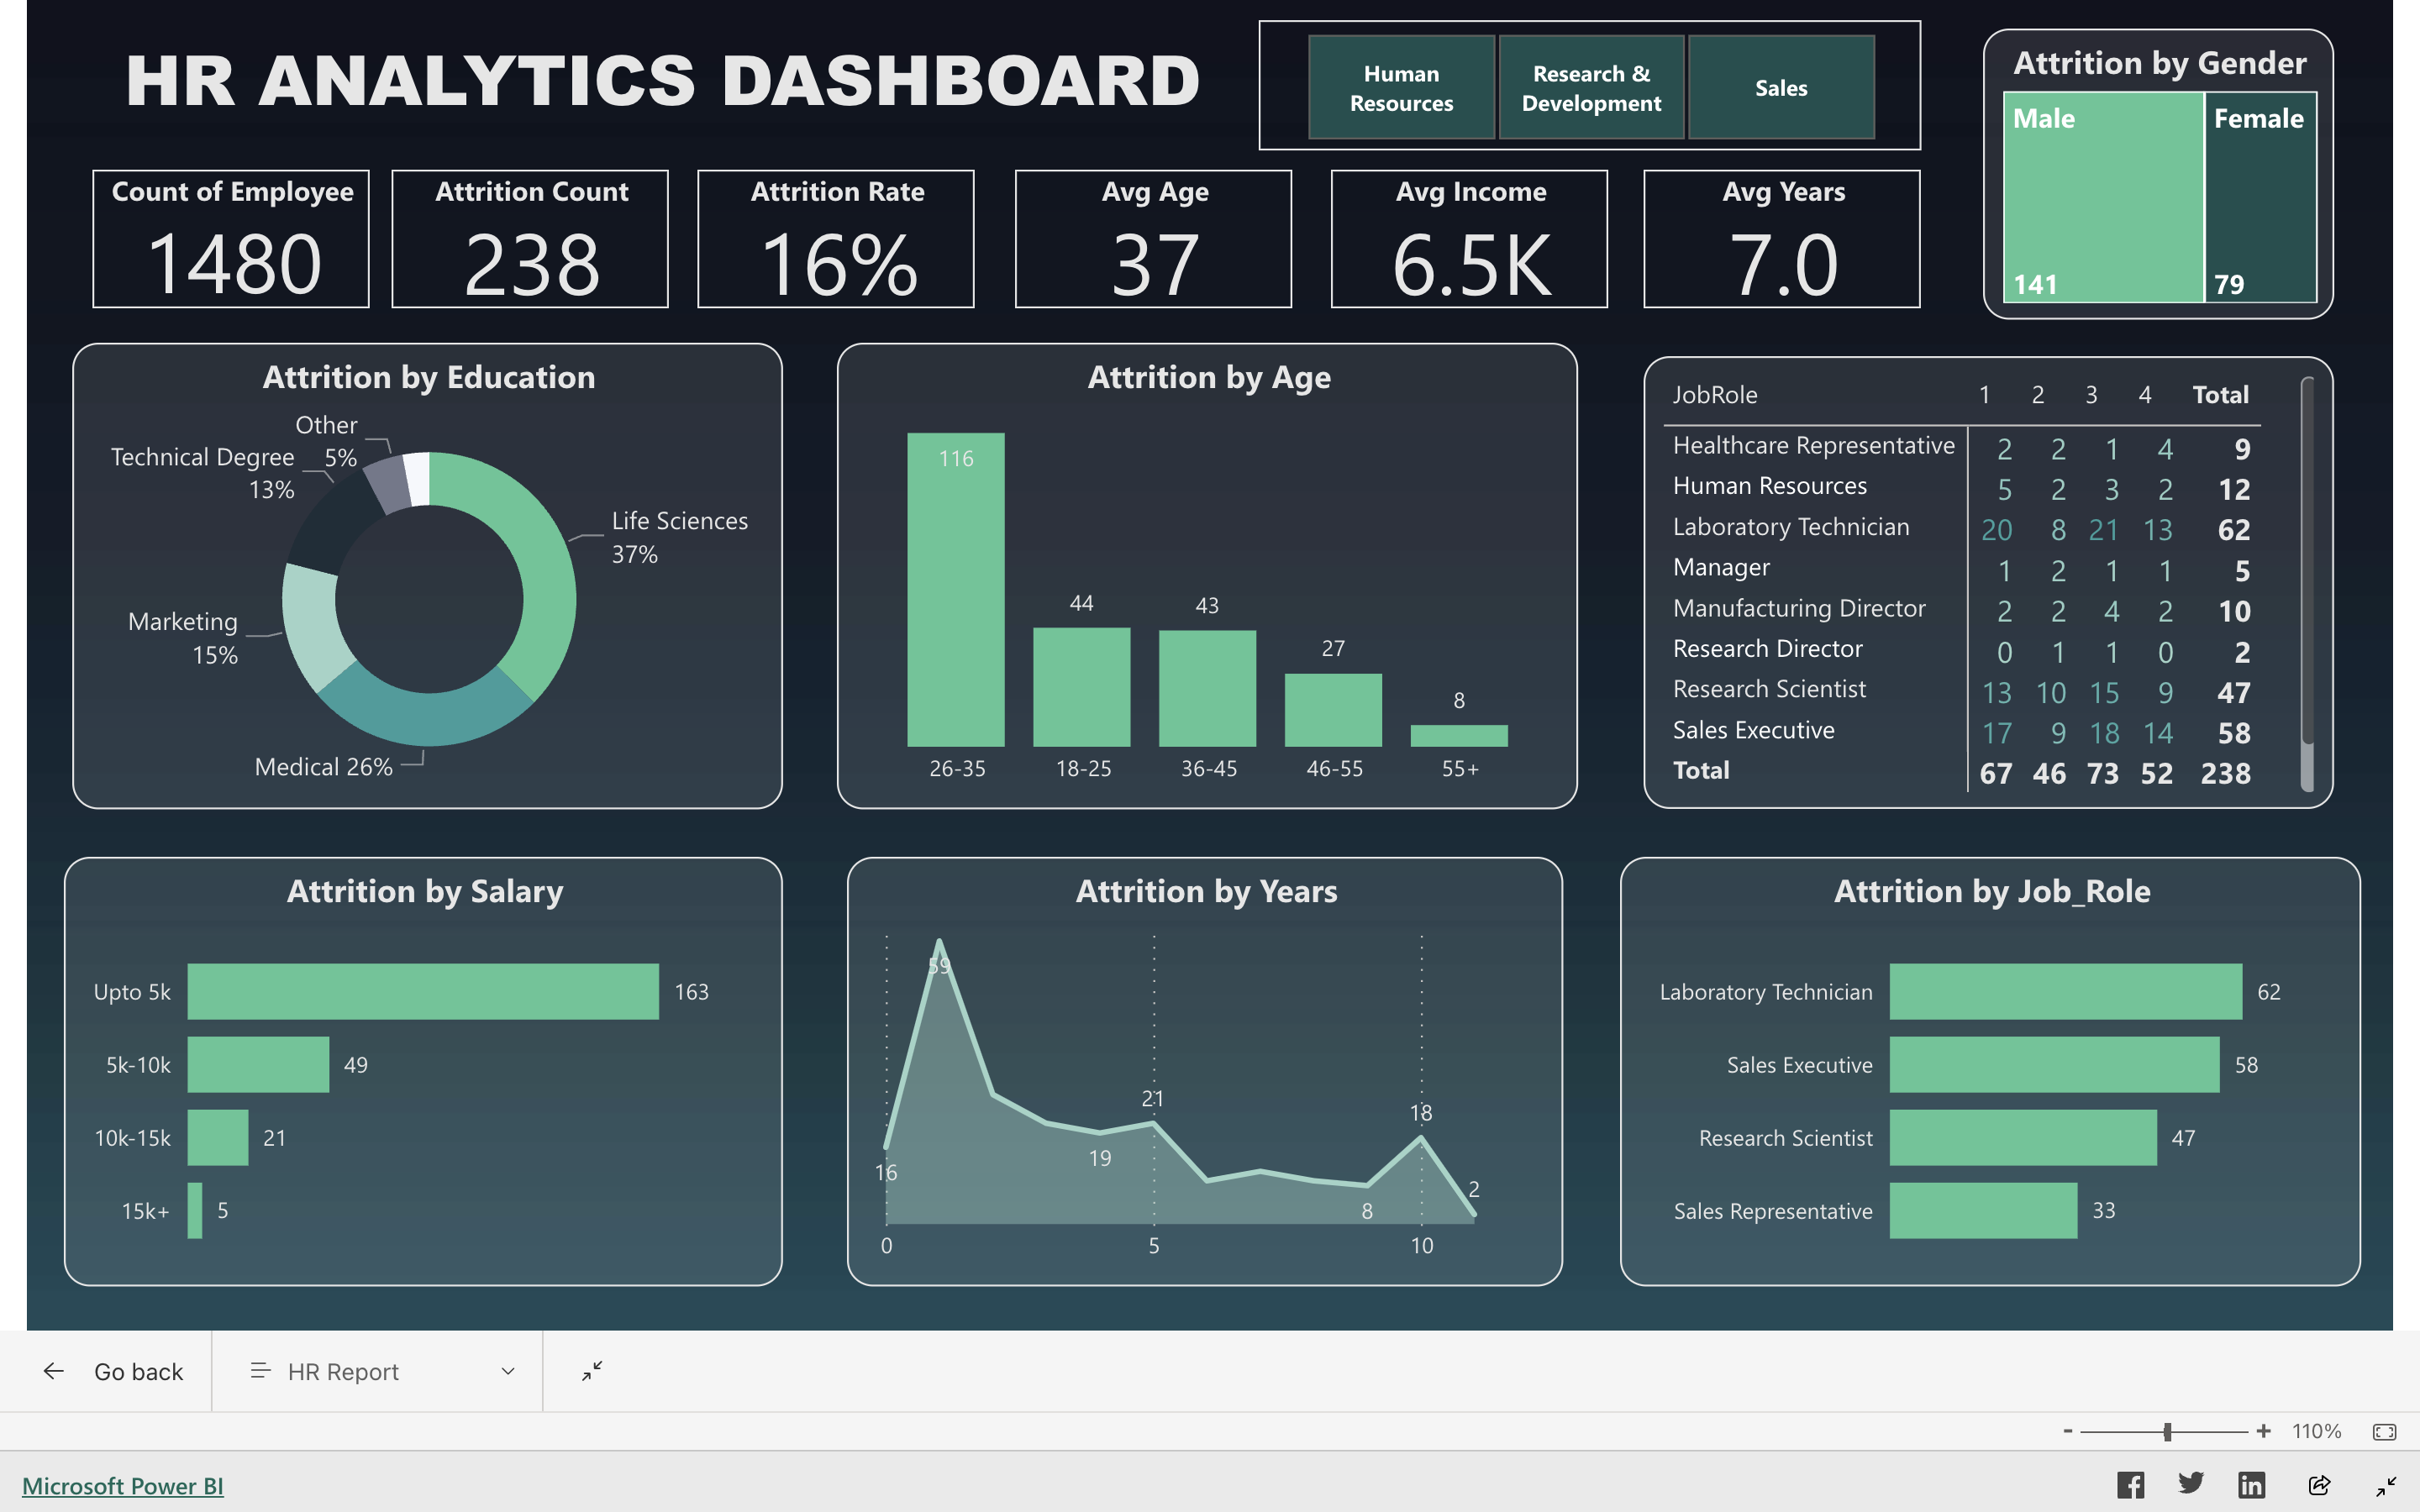 HR ANALYTICS DASHBOARD
Human
Resources
Research &
Development
Sales
Attrition by Gender
Male
Female
141
79
Count of Employee
1480
Attrition Count
238
Attrition Rate
16%
Avg Age
37
Avg Income
6.5K
Avg Years
7.0
Attrition by Education
Other
5%
Technical Degree
13%
Life Sciences
37%
Marketing
15%
Medical 26%
Attrition by Age
116
44
43
27
8
26-35 18-25 36-45 46-55 55+
JobRole 1 2 3 4 Total
Healthcare Representative 2 2 1 4 9
Human Resources 5 2 3 2 12
Laboratory Technician 20 8 21 13 62
Manager 1 2 1 1 5
Manufacturing Director 2 2 4 2 10
Research Director 0 1 1 0 2
Research Scientist 13 10 15 9 47
Sales Executive 17 9 18 14 58
Total 67 46 73 52 238
Attrition by Salary
Upto 5k 163
5k-10k 49
10k-15k 21
15k+ 5
Attrition by Years
59
21
18
19
16
2
8
0 5 10
Attrition by Job_Role
Laboratory Technician 62
Sales Executive 58
Research Scientist 47
Sales Representative 33
Go back
HR Report
- + 110%
Microsoft Power BI